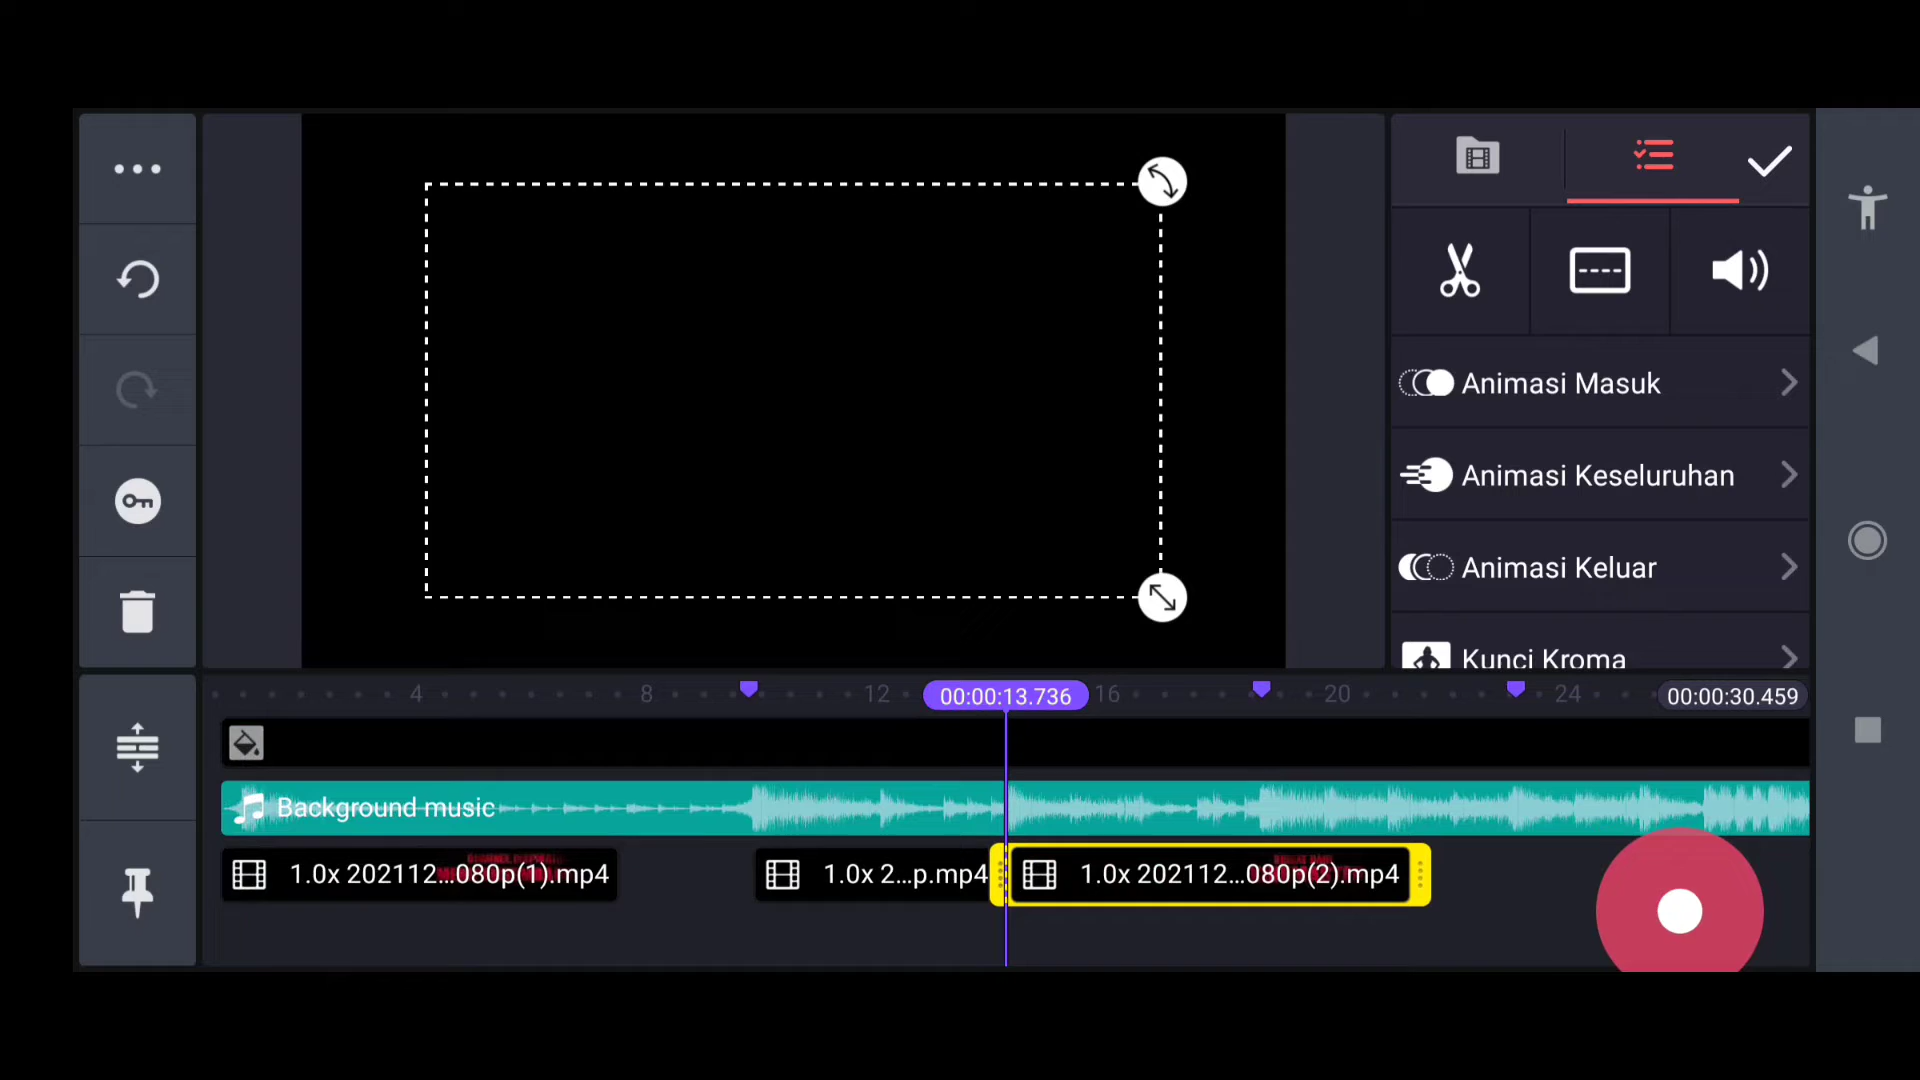 Animasi Masuk
Animasi Keseluruhan
Animasi Keluar
Kunci Kroma
4
8
12
00:00:13.736
16
20
24
00:00:30.459
Background music
1.0x 202112...080p(1).mp4
1.0x 2...p.mp4
1.0x 202112...080p(2).mp4